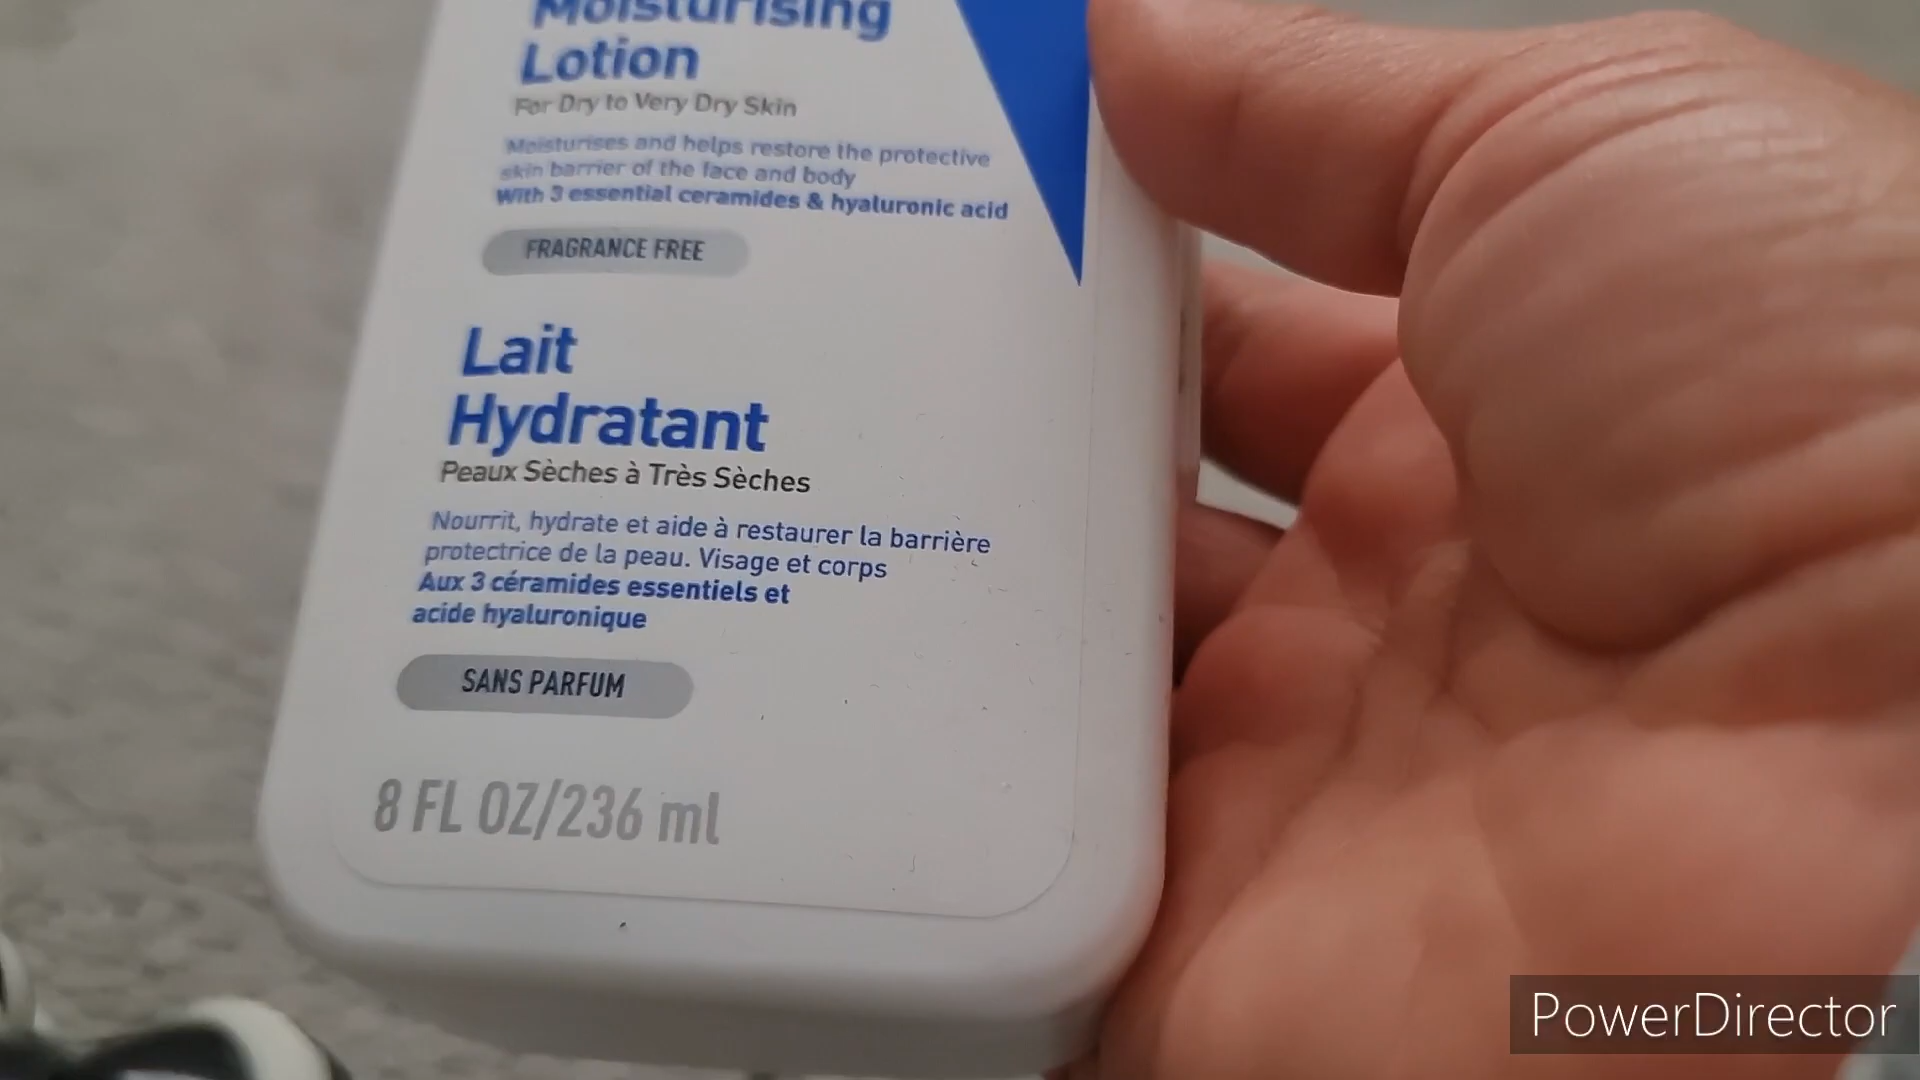 Moisturising
Lotion
For Dry to Very Dry Skin
Moisturises and helps restore the protective
skin barrier of the face and body
With 3 essential ceramides & hyaluronic acid
FRAGRANCE FREE
Lait
Hydratant
Peaux Sèches à Très Sèches
Nourrit, hydrate et aide à restaurer la barrière
protectrice de la peau. Visage et corps
Aux 3 céramides essentiels et
acide hyaluronique
SANS PARFUM
8 FL OZ/236 ml
PowerDirector